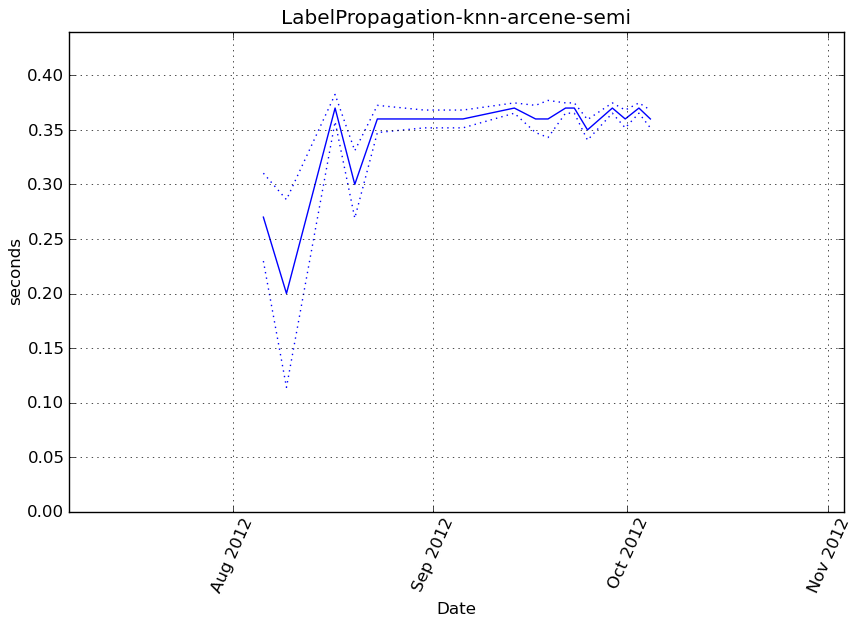 LabelPropagation-knn-arcene-semi
0.40
0.35
0.30
0.25
0.20
0.15
0.10
0.05
0.00
seconds
Aug 2012
Sep 2012
Oct 2012
Nov 2012
Date